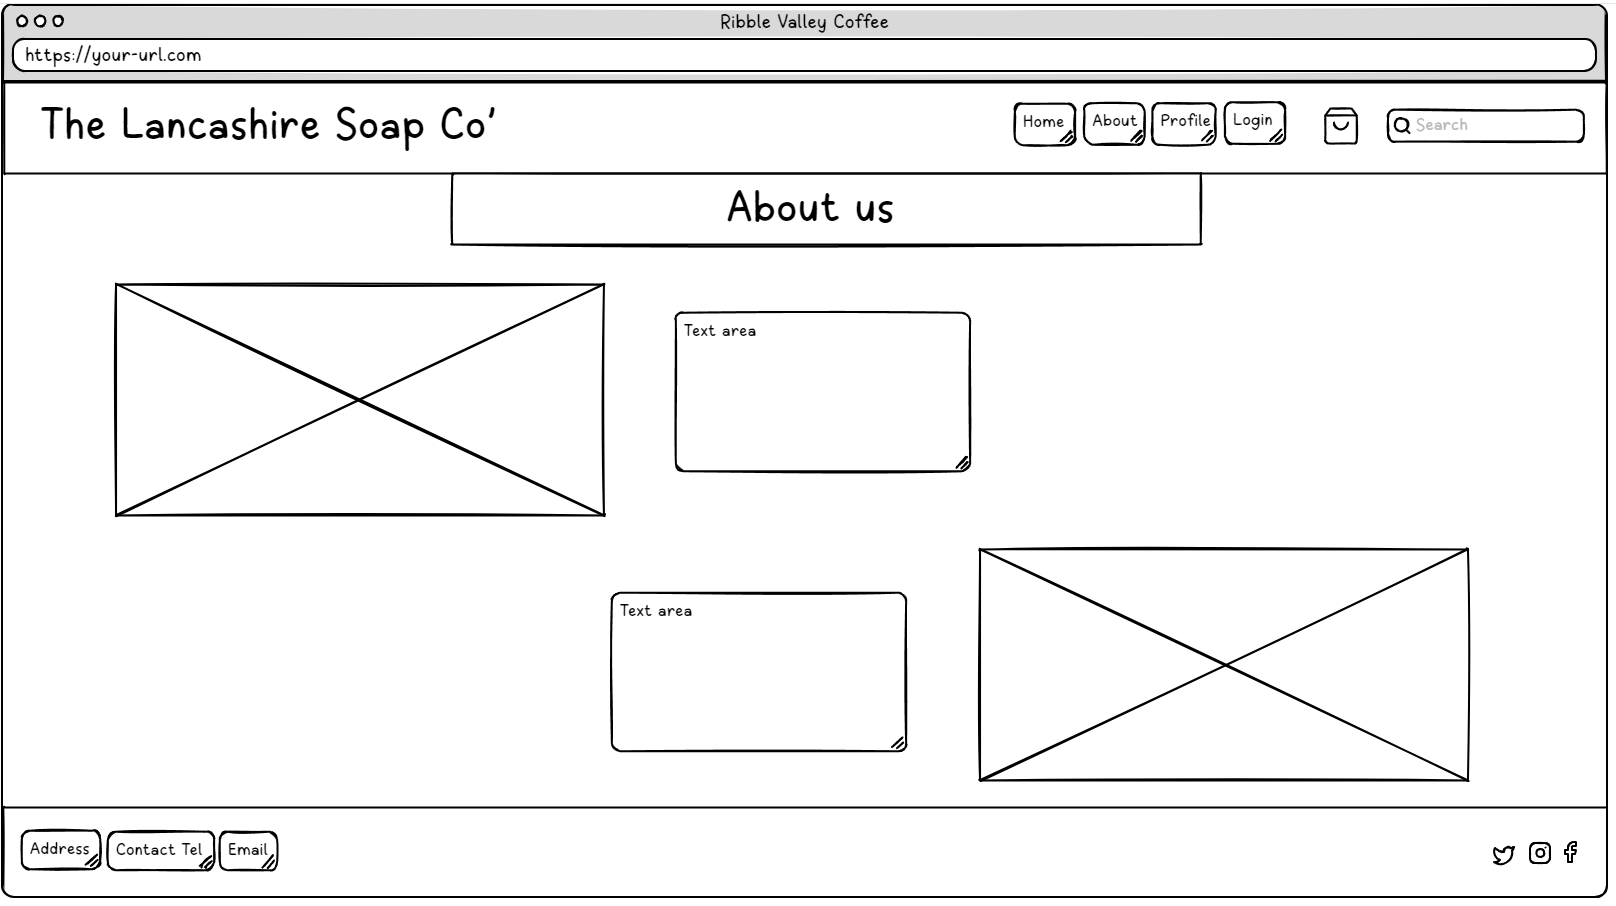 Ribble Valley Coffee
https://your-url.com
The Lancashire Soap Co'
Home About Profile Login Search
About us
Text area
Text area
Address Contact Tel Email